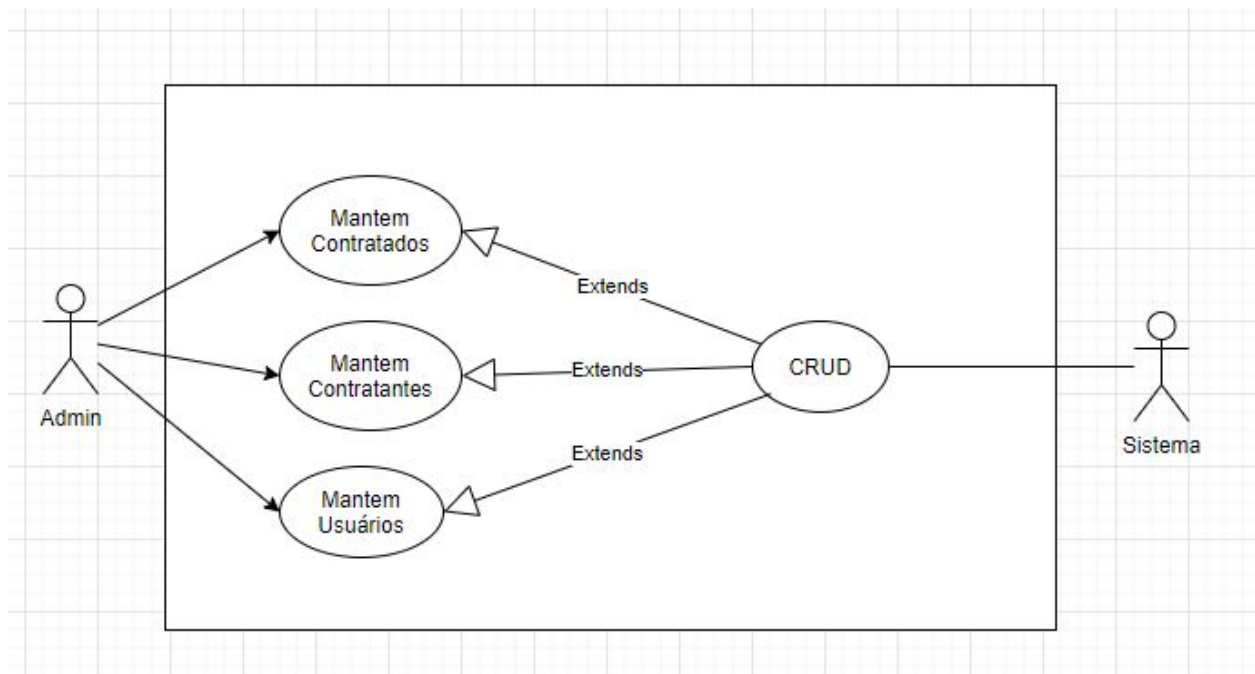 Mantem
Contratados
Extends
Admin
Mantem
Contratantes
Extends
CRUD
Sistema
Extends
Mantem
Usuários